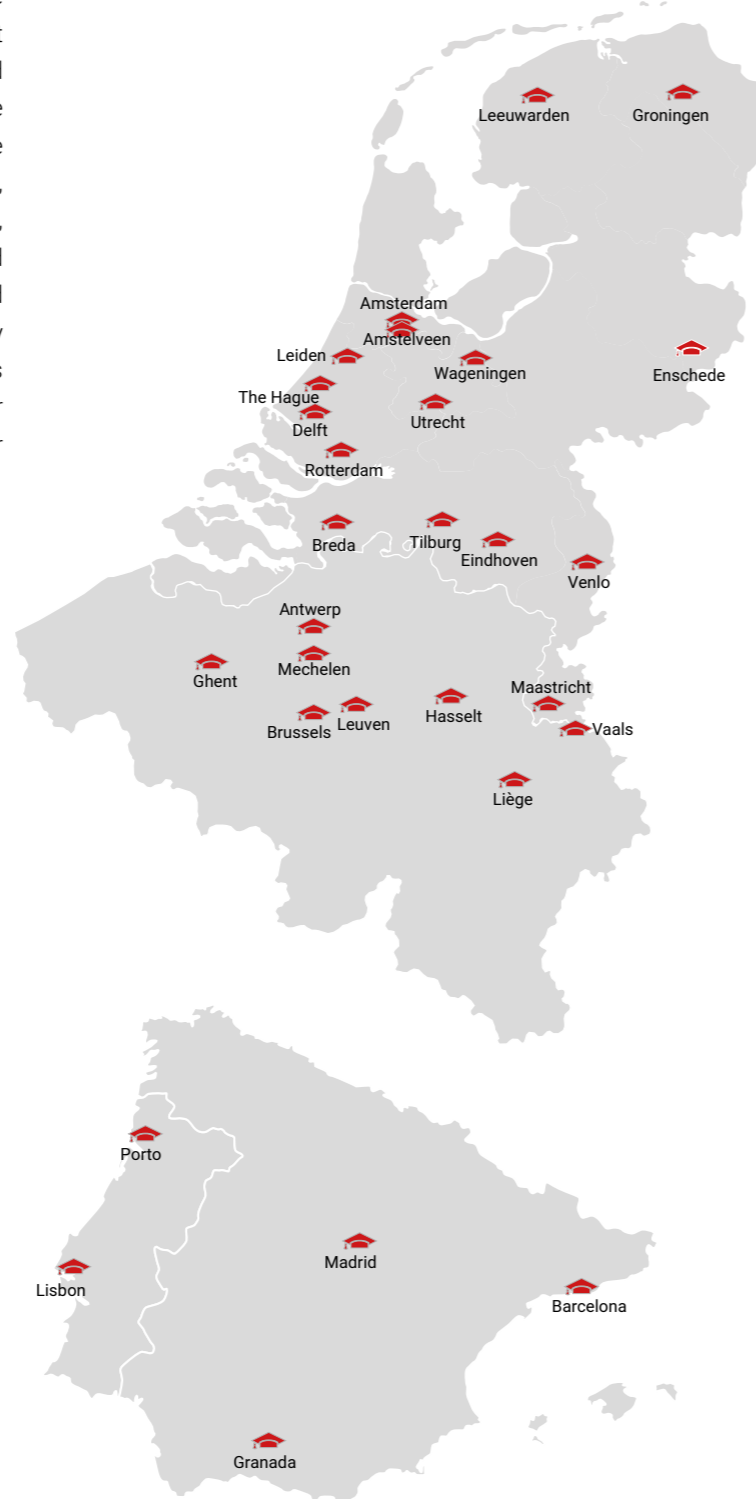 Leeuwarden
Groningen
Amsterdam
Amstelveen
Leiden
Wageningen
Enschede
The Hague
Utrecht
Delft
Rotterdam
Breda
Tilburg
Eindhoven
Venlo
Antwerp
Mechelen
Ghent
Maastricht
Hasselt
Leuven
Brussels
Vaals
Liège
Porto
Madrid
Lisbon
Barcelona
Granada